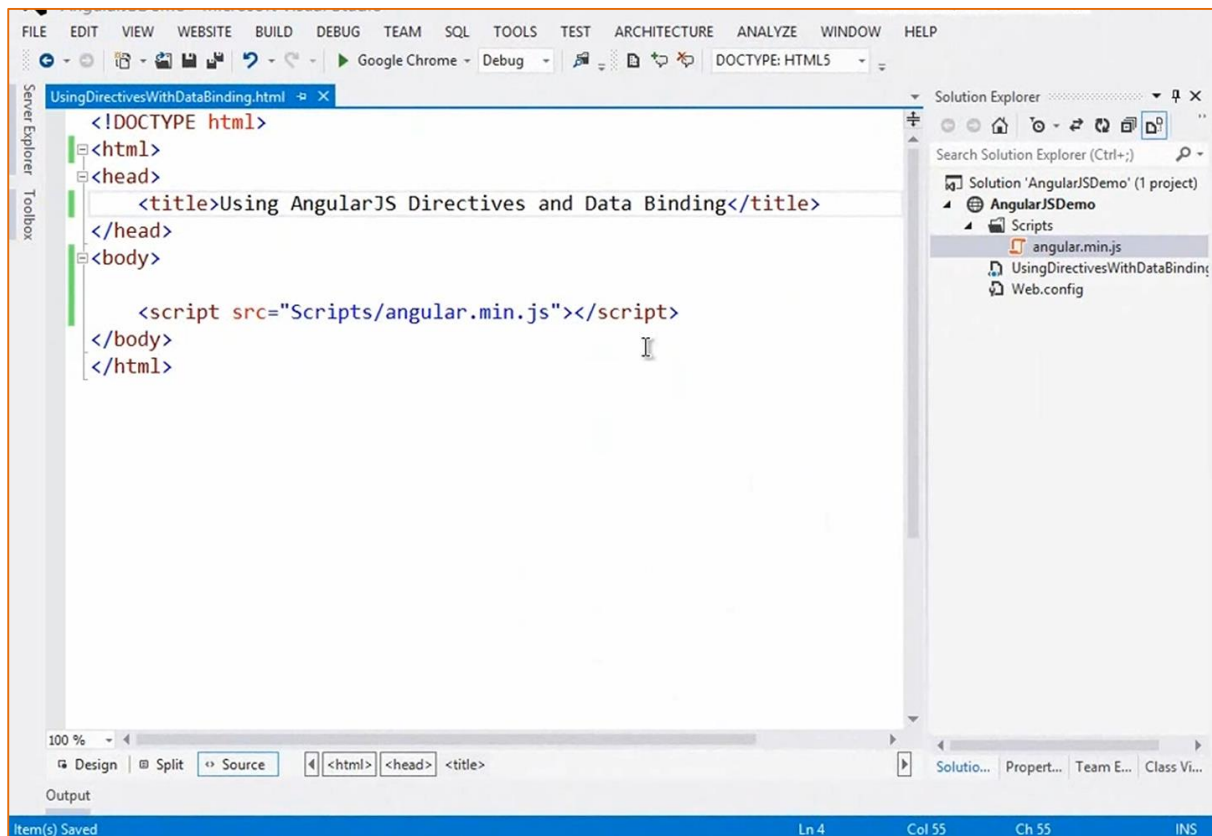 FILE EDIT VIEW WEBSITE BUILD DEBUG TEAM SQL TOOLS TEST ARCHITECTURE ANALYZE WINDOW HELP
Google Chrome Debug DOCTYPE: HTML5
Server Explorer
Toolbox
UsingDirectivesWithDataBinding.html
<!DOCTYPE html>
<html>
<head>
<title>Using AngularJS Directives and Data Binding</title>
</head>
<body>
<script src="Scripts/angular.min.js"></script>
</body>
</html>
100 %
Design Split Source <html> <head> <title>
Output
Solution Explorer
Search Solution Explorer (Ctrl+;)
Solution 'AngularJSDemo' (1 project)
AngularJSDemo
Scripts
angular.min.js
UsingDirectivesWithDataBinding
Web.config
Solutio... Propert... Team E... Class Vi...
Item(s) Saved Ln 4 Col 55 Ch 55 INS